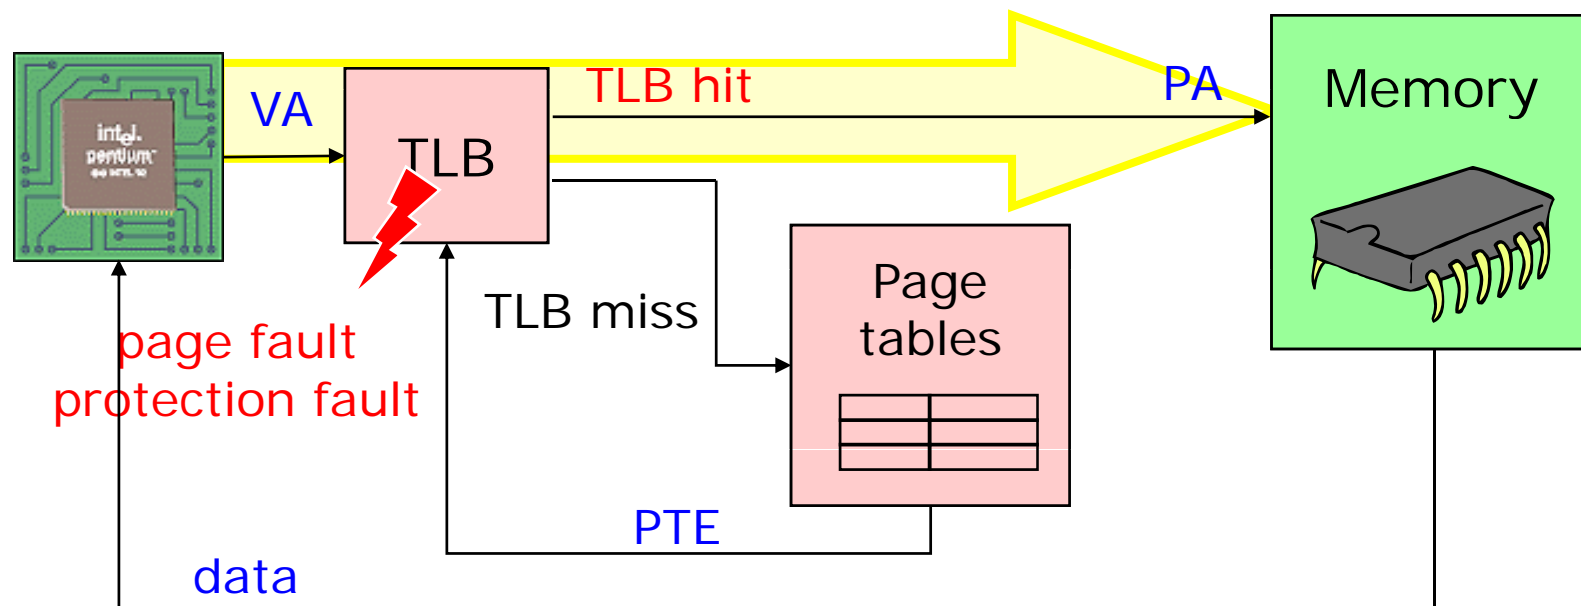 VA
TLB hit
PA
Memory
intel.
pentium
TLB
Page
tables
TLB miss
page fault
protection fault
PTE
data